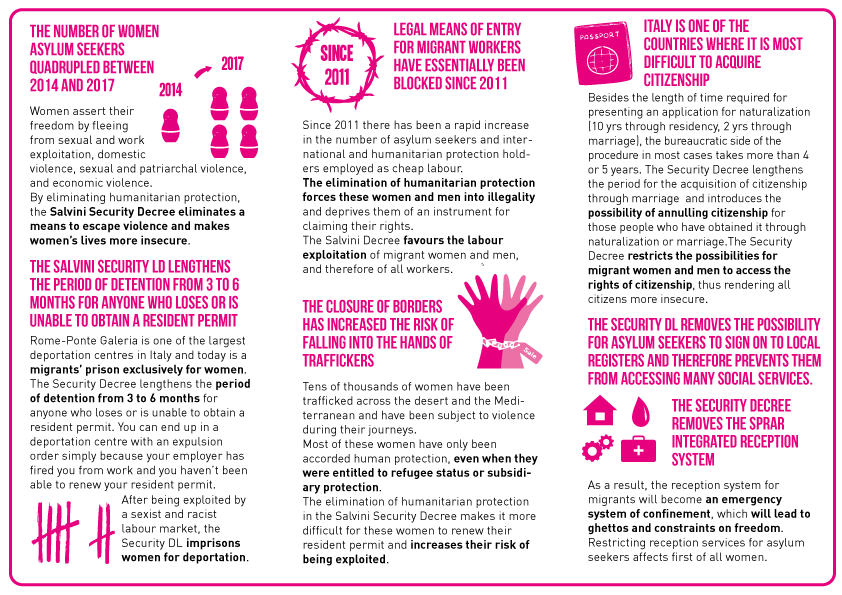 THE NUMBER OF WOMEN
ASYLUM SEEKERS
QUADRUPLED BETWEEN
2014 AND 2017
2014
2017
Women assert their
freedom by fleeing
from sexual and work
exploitation, domestic
violence, sexual and patriarchal violence,
and economic violence.
By eliminating humanitarian protection,
the Salvini Security Decree eliminates a
means to escape violence and makes
women's lives more insecure.
THE SALVINI SECURITY LD LENGTHENS
THE PERIOD OF DETENTION FROM 3 TO 6
MONTHS FOR ANYONE WHO LOSES OR IS
UNABLE TO OBTAIN A RESIDENT PERMIT
Rome-Ponte Galeria is one of the largest
deportation centres in Italy and today is a
migrants' prison exclusively for women.
The Security Decree lengthens the period
of detention from 3 to 6 months for
anyone who loses or is unable to obtain a
resident permit. You can end up in a
deportation centre with an expulsion
order simply because your employer has
fired you from work and you haven't been
able to renew your resident permit.
After being exploited by
a sexist and racist
labour market, the
Security DL imprisons
women for deportation.
SINCE
2011
LEGAL MEANS OF ENTRY
FOR MIGRANT WORKERS
HAVE ESSENTIALLY BEEN
BLOCKED SINCE 2011
Since 2011 there has been a rapid increase
in the number of asylum seekers and inter-
national and humanitarian protection hold-
ers employed as cheap labour.
The elimination of humanitarian protection
forces these women and men into illegality
and deprives them of an instrument for
claiming their rights.
The Salvini Decree favours the labour
exploitation of migrant women and men,
and therefore of all workers.
THE CLOSURE OF BORDERS
HAS INCREASED THE RISK OF
FALLING INTO THE HANDS OF
TRAFFICKERS
Sale
Tens of thousands of women have been
trafficked across the desert and the Medi-
terranean and have been subject to violence
during their journeys.
Most of these women have only been
accorded human protection, even when they
were entitled to refugee status or subsidi-
ary protection.
The elimination of humanitarian protection
in the Salvini Security Decree makes it more
difficult for these women to renew their
resident permit and increases their risk of
being exploited.
PASSPORT
ITALY IS ONE OF THE
COUNTRIES WHERE IT IS MOST
DIFFICULT TO ACQUIRE
CITIZENSHIP
Besides the length of time required for
presenting an application for naturalization
(10 yrs through residency, 2 yrs through
marriage), the bureaucratic side of the
procedure in most cases takes more than 4
or 5 years. The Security Decree lengthens
the period for the acquisition of citizenship
through marriage and introduces the
possibility of annulling citizenship for
those people who have obtained it through
naturalization or marriage.The Security
Decree restricts the possibilities for
migrant women and men to access the
rights of citizenship, thus rendering all
citizens more insecure.
THE SECURITY DL REMOVES THE POSSIBILITY
FOR ASYLUM SEEKERS TO SIGN ON TO LOCAL
REGISTERS AND THEREFORE PREVENTS THEM
FROM ACCESSING MANY SOCIAL SERVICES.
THE SECURITY DECREE
REMOVES THE SPRAR
INTEGRATED RECEPTION
SYSTEM
As a result, the reception system for
migrants will become an emergency
system of confinement, which will lead to
ghettos and constraints on freedom.
Restricting reception services for asylum
seekers affects first of all women.